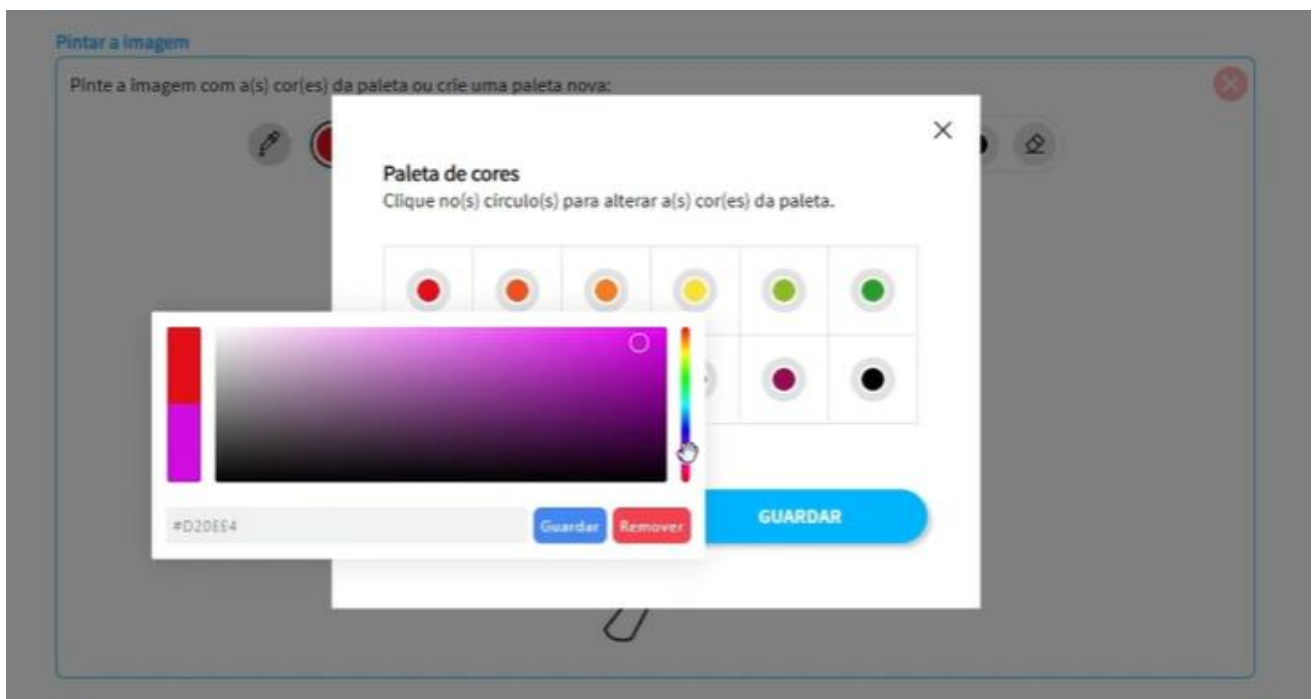 Pintar a imagem
Pinte a imagem com a(s) cor(es) da paleta ou crie uma paleta nova:
Paleta de cores
Clique no(s) círculo(s) para alterar a(s) cor(es) da paleta.
#D20EE4
Guardar
Remover
GUARDAR